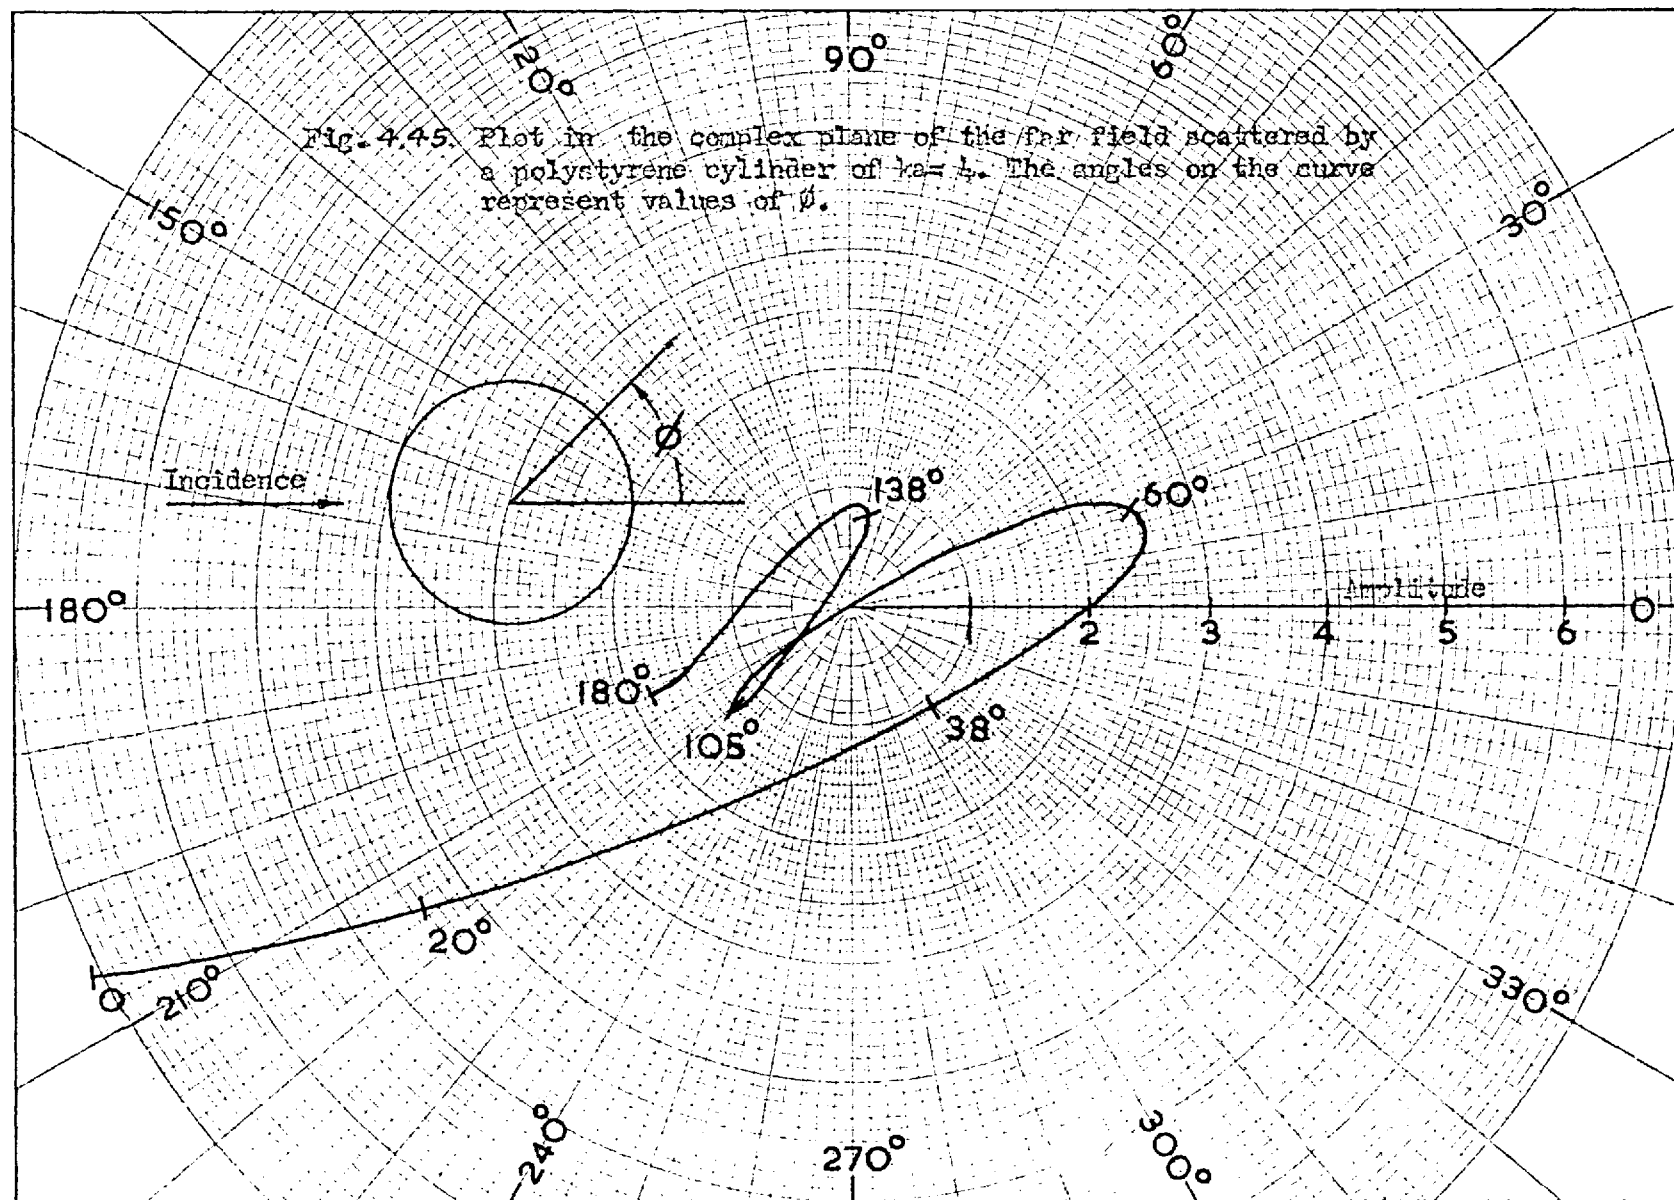 90°
60°
120°
Fig. 4.45. Plot in the complex plane of the far field scattered by
a polystyrene cylinder of ka= 4. The angles on the curve
represent values of Ø.
150°
30°
Ø
Incidence
138°
60°
180°
Amplitude
0
1 2 3 4 5 6
180°
105°
38°
20°
0
210°
330°
240°
270°
300°